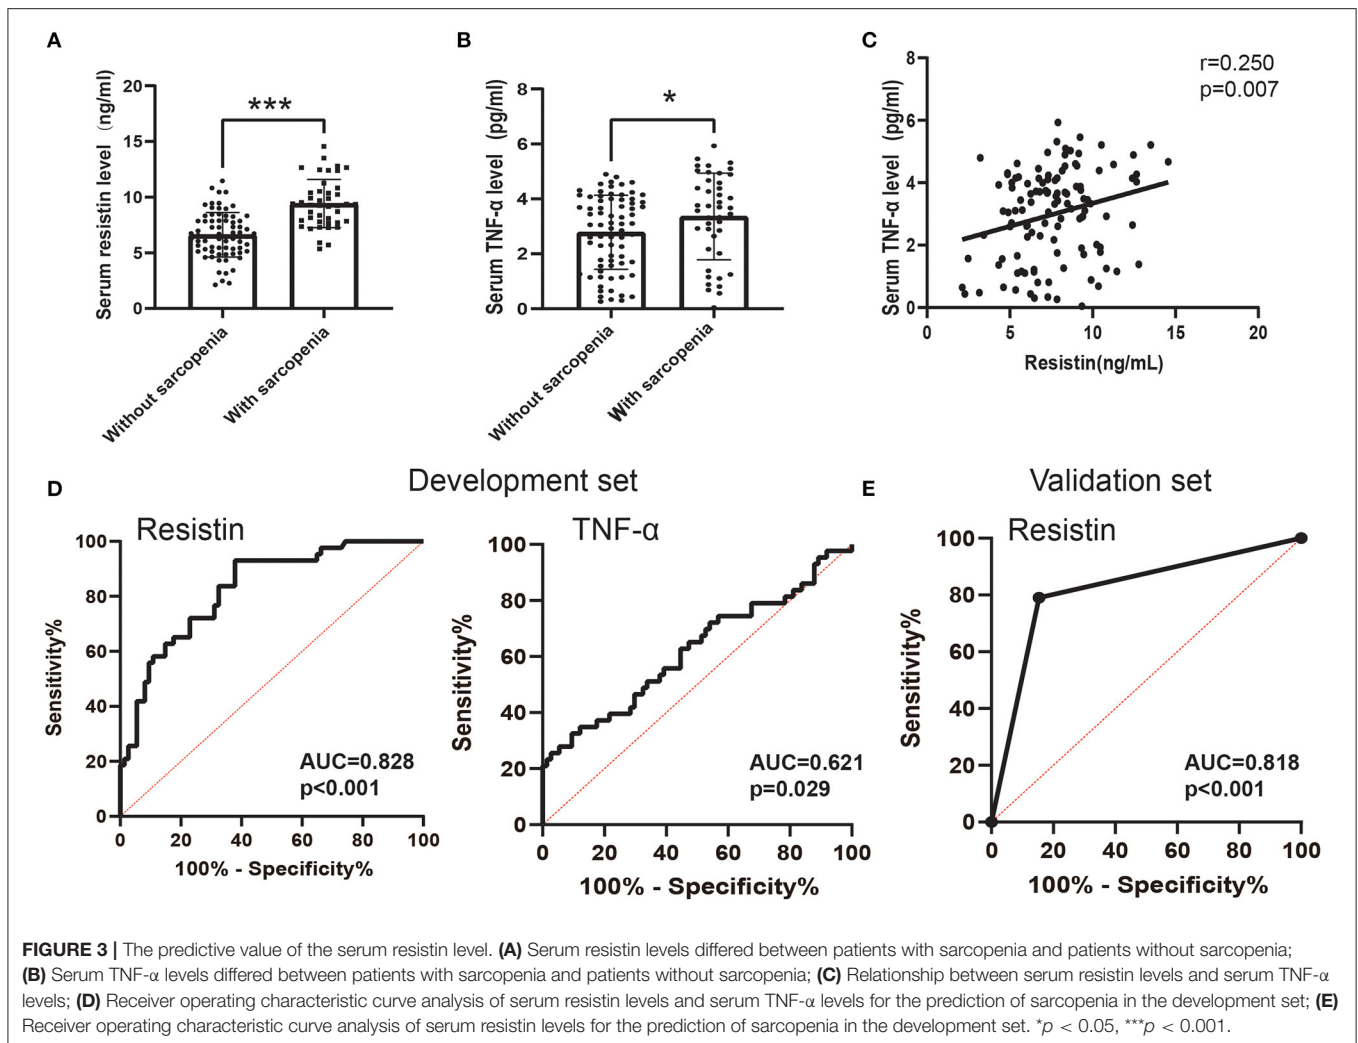 A
Serum resistin level (ng/ml)
20
15
10
5
0
***
Without sarcopenia
With sarcopenia
B
Serum TNF-α level (pg/ml)
8
6
4
2
0
*
Without sarcopenia
With sarcopenia
C
Serum TNF-α level (pg/ml)
8
6
4
2
0
r=0.250
p=0.007
0 5 10 15 20
Resistin(ng/mL)
Development set
D
Resistin
Sensitivity%
100
80
60
40
20
0
AUC=0.828
p<0.001
0 20 40 60 80 100
100% - Specificity%
TNF-α
Sensitivity%
100
80
60
40
20
0
AUC=0.621
p=0.029
0 20 40 60 80 100
100% - Specificity%
E
Validation set
Resistin
Sensitivity%
100
80
60
40
20
0
AUC=0.818
p<0.001
0 20 40 60 80 100
100% - Specificity%
FIGURE 3 | The predictive value of the serum resistin level. (A) Serum resistin levels differed between patients with sarcopenia and patients without sarcopenia;
(B) Serum TNF-α levels differed between patients with sarcopenia and patients without sarcopenia; (C) Relationship between serum resistin levels and serum TNF-α
levels; (D) Receiver operating characteristic curve analysis of serum resistin levels and serum TNF-α levels for the prediction of sarcopenia in the development set; (E)
Receiver operating characteristic curve analysis of serum resistin levels for the prediction of sarcopenia in the development set. *p < 0.05, ***p < 0.001.